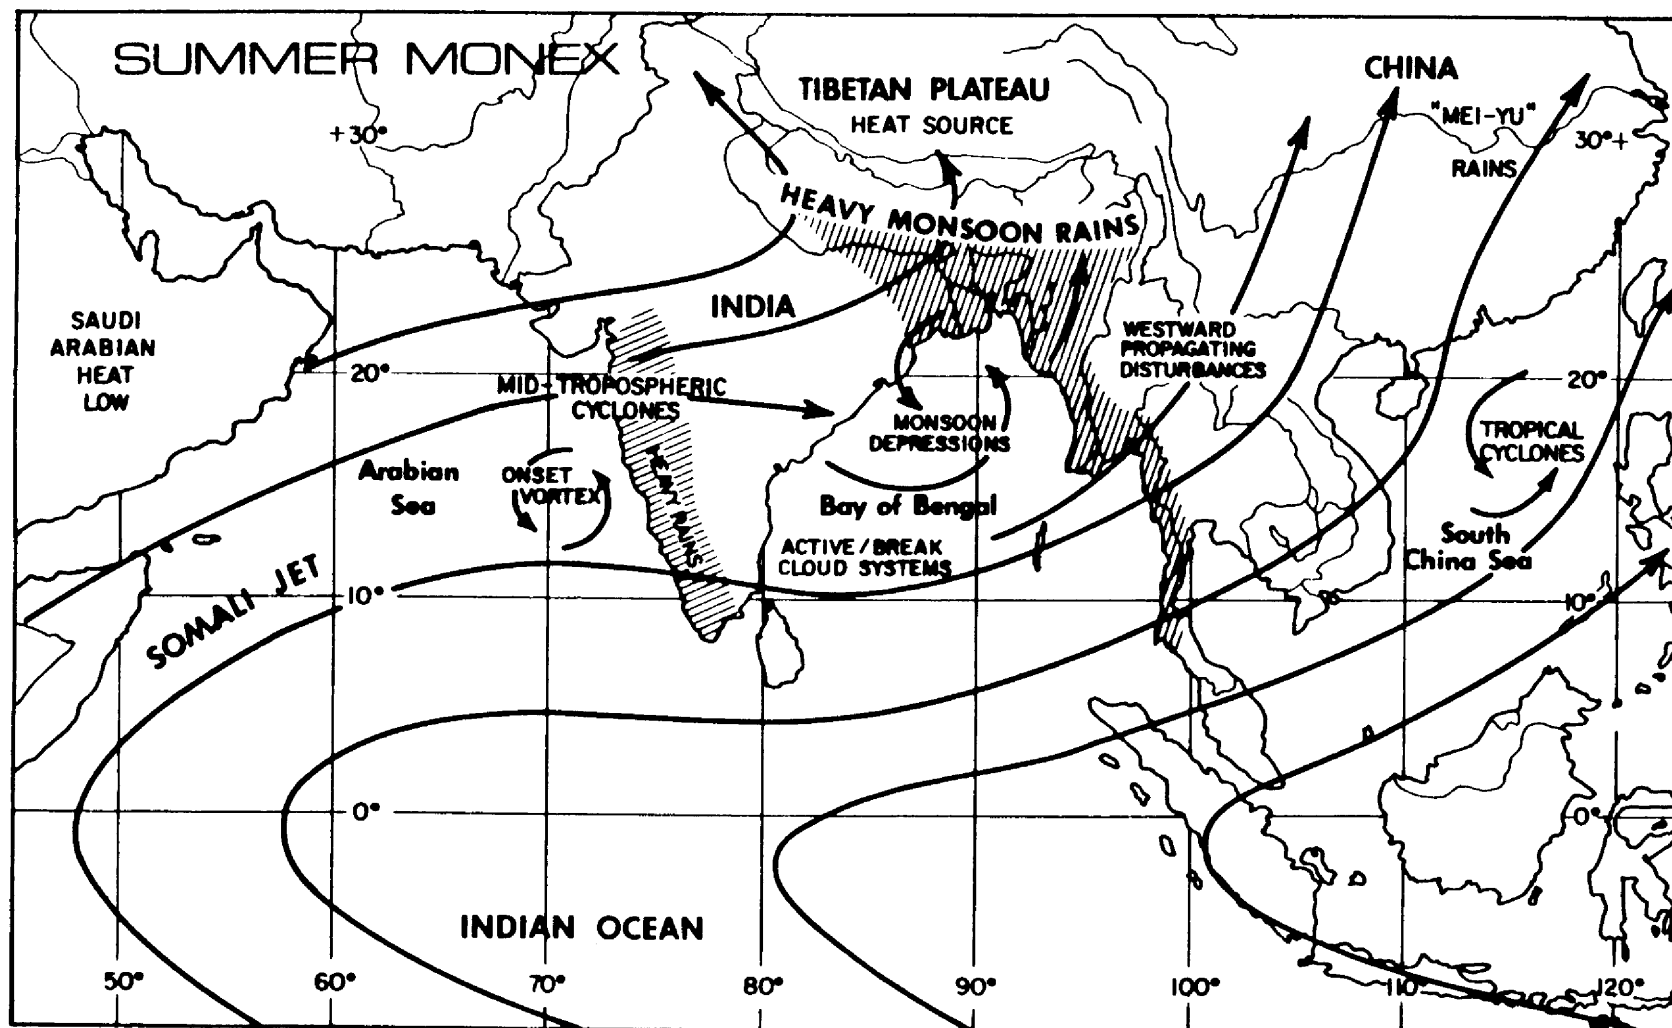 SUMMER MONEX
TIBETAN PLATEAU
HEAT SOURCE
CHINA
"MEI-YU"
RAINS
+30°
30°+
HEAVY MONSOON RAINS
INDIA
SAUDI
ARABIAN
HEAT
LOW
WESTWARD
PROPAGATING
DISTURBANCES
20°
20°
MID-TROPOSPHERIC
CYCLONES
MONSOON
DEPRESSIONS
TROPICAL
CYCLONES
Arabian
Sea
ONSET
VORTEX
HEAVY RAINS
Bay of Bengal
ACTIVE/BREAK
CLOUD SYSTEMS
South
China Sea
SOMALI JET
10°
10°
0°
0°
INDIAN OCEAN
50°
60°
70°
80°
90°
100°
110°
120°